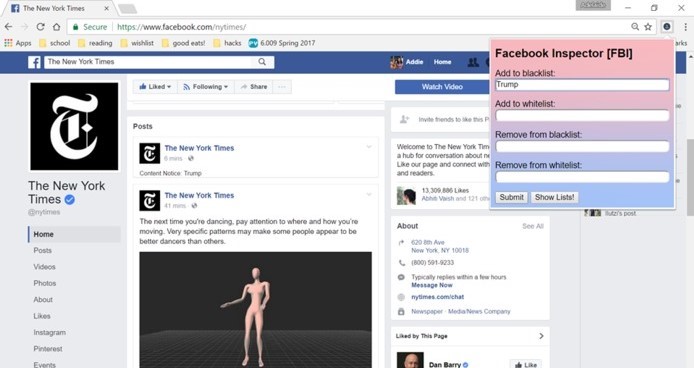 The New York Times
Secure
https://www.facebook.com/nytimes/
Apps
school
reading
wishlist
good eats!
hacks
6.009 Spring 2017
The New York Times
Addie
Home
Liked
Following
Share
Watch Video
The New York
Times
@nytimes
Home
Posts
Videos
Photos
About
Likes
Instagram
Pinterest
Events
Posts
The New York Times
6 mins
Content Notice: Trump
The New York Times
41 mins
The next time you're dancing, pay attention to where and how you're
moving. Very specific patterns may make some people appear to be
better dancers than others.
Invite friends to like this P
Welcome to The New York Tim
a hub for conversation about ne
Like our page and connect with
and readers.
13,309,886 Likes
Abhiti Vaish and 121 oth
About
See All
620 8th Ave
New York, NY 10018
(800) 591-9233
Typically replies within a few hours
Message Now
nytimes.com/chat
Newspaper · Media/News Company
Liked by This Page
Dan Barry
Like
Facebook Inspector [FBI]
Add to blacklist:
Trump
Add to whitelist:
Remove from blacklist:
Remove from whitelist:
Submit
Show Lists!
liutzi's post